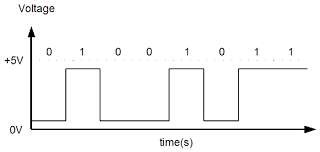 Voltage
0 1 0 0 1 0 1 1
+5V
0V
time(s)